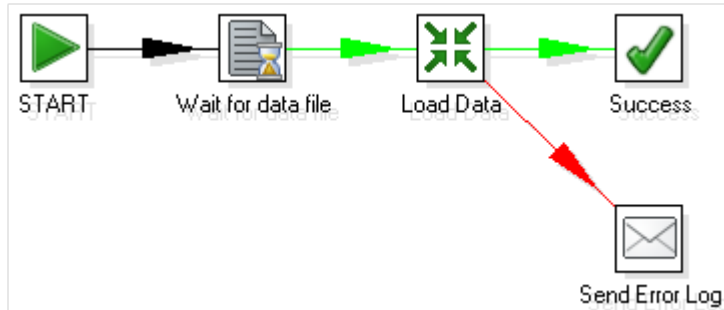 START
Wait for data file
Load Data
Success
Send Error Log